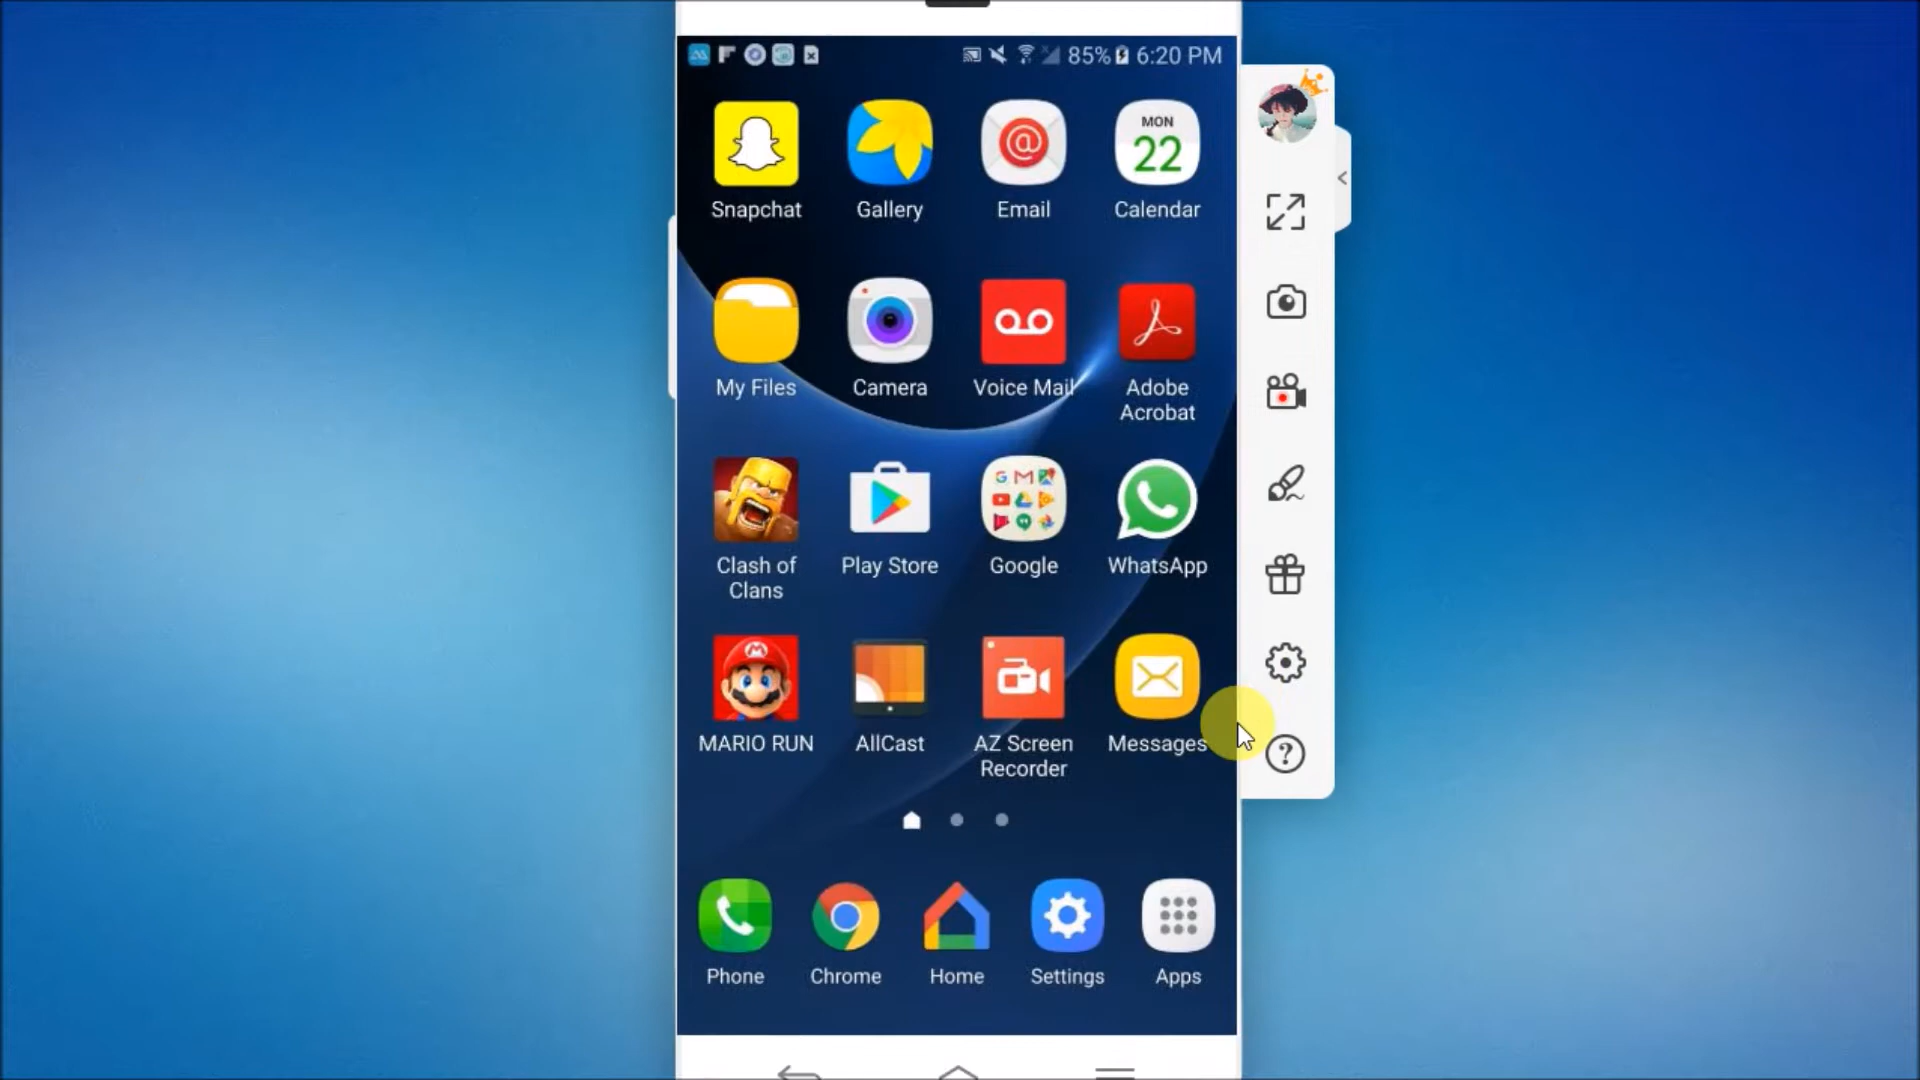 85% 6:20 PM
MON
22
Snapchat Gallery Email Calendar
My Files Camera Voice Mail Adobe
Acrobat
Clash of
Clans
Play Store Google WhatsApp
MARIO RUN AllCast AZ Screen
Recorder
Messages
Phone Chrome Home Settings Apps